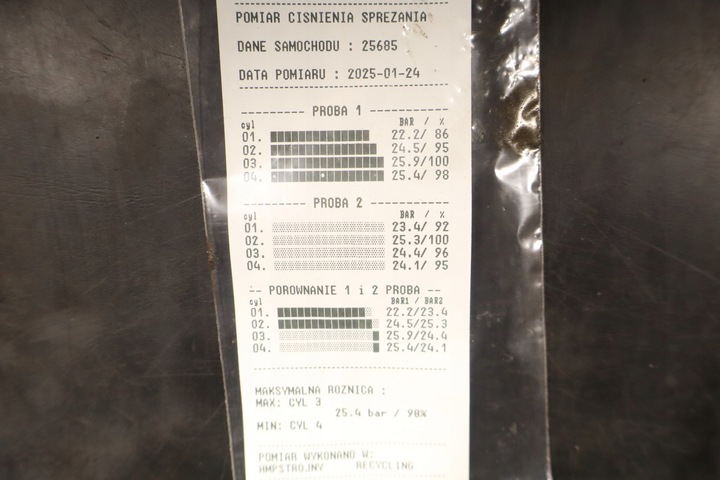 POMIAR CISNIENIA SPREZANIA
DANE SAMOCHODU : 25685
DATA POMIARU : 2025-01-24
PROBA 1
cyl BAR / %
01. 22.2/ 86
02. 24.5/ 95
03. 25.9/100
04. 25.4/ 98
PROBA 2
cyl BAR / %
01. 23.4/ 92
02. 25.3/100
03. 24.4/ 96
04. 24.1/ 95
-- POROWNANIE 1 i 2 PROBA --
cyl BAR1 / BAR2
01. 22.2/23.4
02. 24.5/25.3
03. 25.9/24.4
04. 25.4/24.1
MAKSYMALNA ROZNICA :
MAX: CYL 3
25.4 bar / 98%
MIN: CYL 4
POMIAR WYKONANO W:
HMPSTROJNY RECYCLING